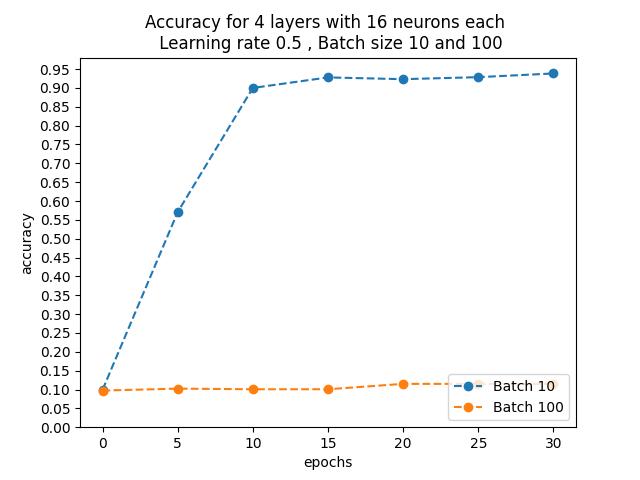 Accuracy for 4 layers with 16 neurons each
Learning rate 0.5 , Batch size 10 and 100
accuracy
0.95
0.90
0.85
0.80
0.75
0.70
0.65
0.60
0.55
0.50
0.45
0.40
0.35
0.30
0.25
0.20
0.15
0.10
0.05
0.00
Batch 10
Batch 100
0 5 10 15 20 25 30
epochs